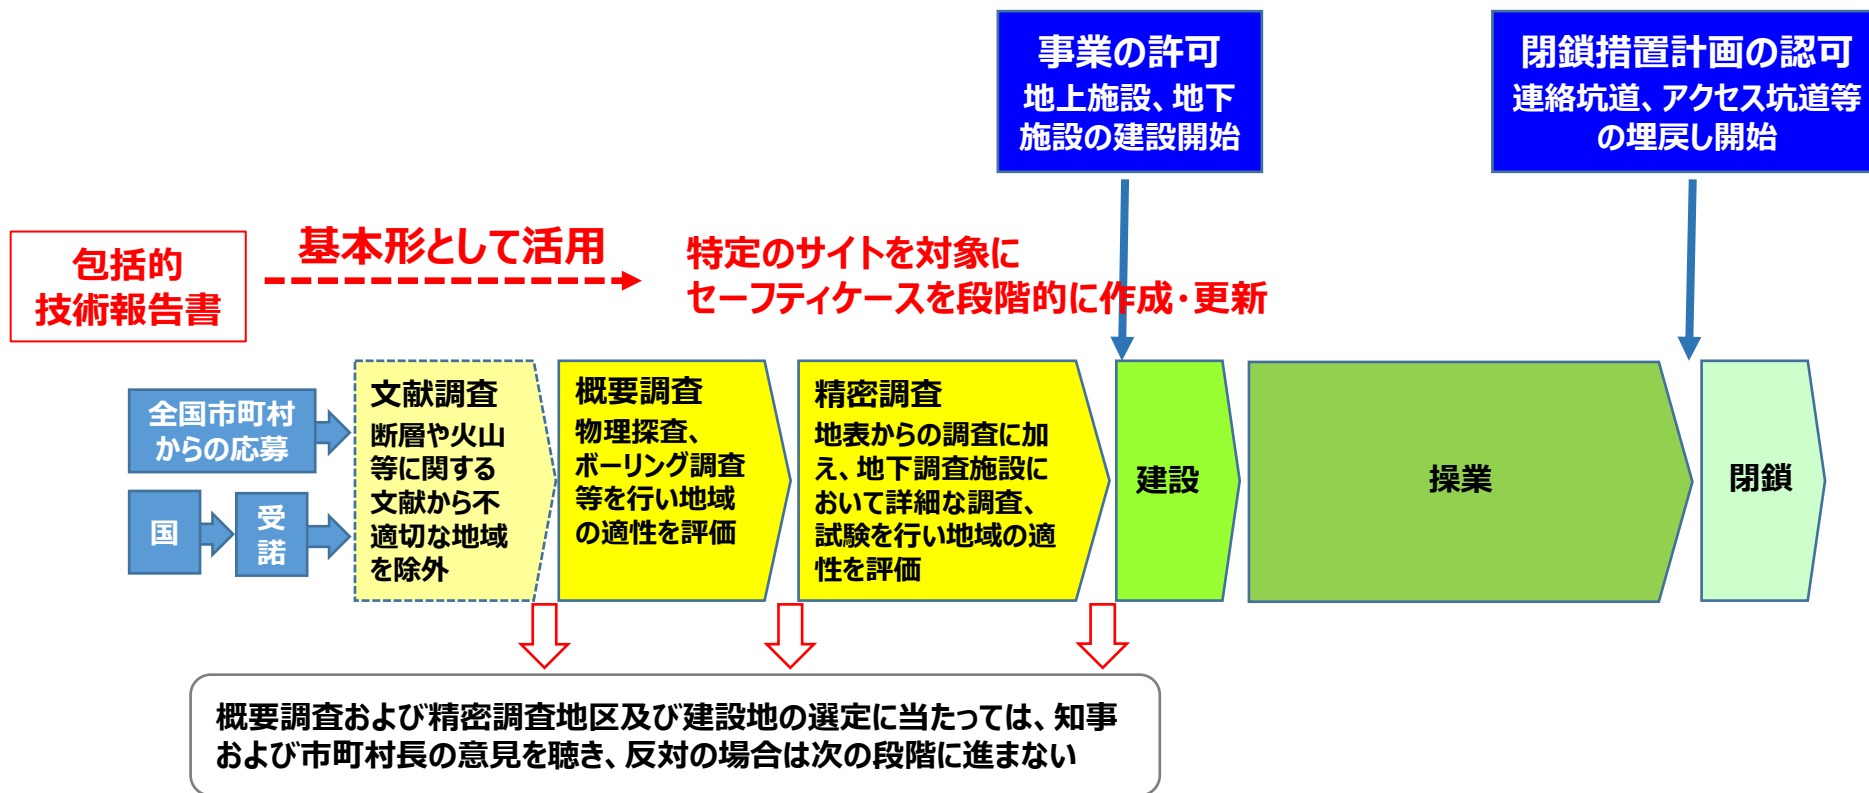 事業の許可
地上施設、地下
施設の建設開始
閉鎖措置計画の認可
連絡坑道、アクセス坑道等
の埋戻し開始
包括的
技術報告書
基本形として活用
特定のサイトを対象に
セーフティケースを段階的に作成・更新
全国市町村
からの応募
国
受
諾
文献調査
断層や火山
等に関する
文献から不
適切な地域
を除外
概要調査
物理探査、
ボーリング調査
等を行い地域
の適性を評価
精密調査
地表からの調査に加
え、地下調査施設に
おいて詳細な調査、
試験を行い地域の適
性を評価
建設
操業
閉鎖
概要調査および精密調査地区及び建設地の選定に当たっては、知事
および市町村長の意見を聴き、反対の場合は次の段階に進まない